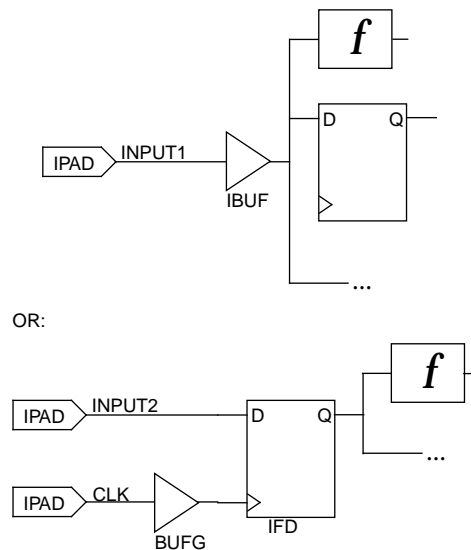 f
D Q
IPAD INPUT1
IBUF
...
OR:
f
IPAD INPUT2 D Q
...
IPAD CLK
IFD
BUFG